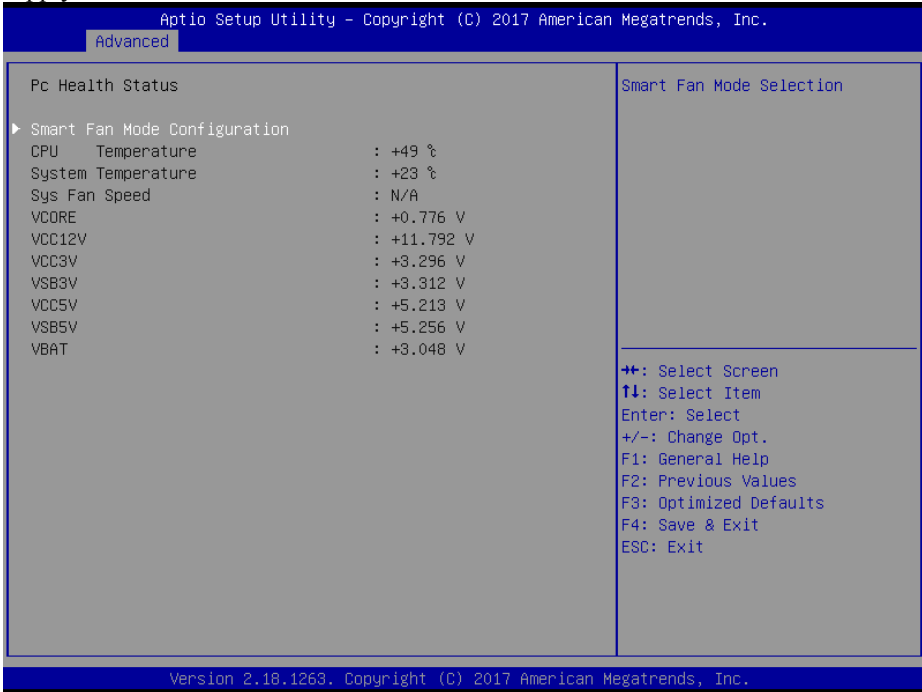 Aptio Setup Utility – Copyright (C) 2017 American Megatrends, Inc.
Advanced
Pc Health Status
Smart Fan Mode Configuration
CPU Temperature : +49 ℃
System Temperature : +23 ℃
Sys Fan Speed : N/A
VCORE : +0.776 V
VCC12V : +11.792 V
VCC3V : +3.296 V
VSB3V : +3.312 V
VCC5V : +5.213 V
VSB5V : +5.256 V
VBAT : +3.048 V
Smart Fan Mode Selection
→←: Select Screen
↑↓: Select Item
Enter: Select
+/-: Change Opt.
F1: General Help
F2: Previous Values
F3: Optimized Defaults
F4: Save & Exit
ESC: Exit
Version 2.18.1263. Copyright (C) 2017 American Megatrends, Inc.